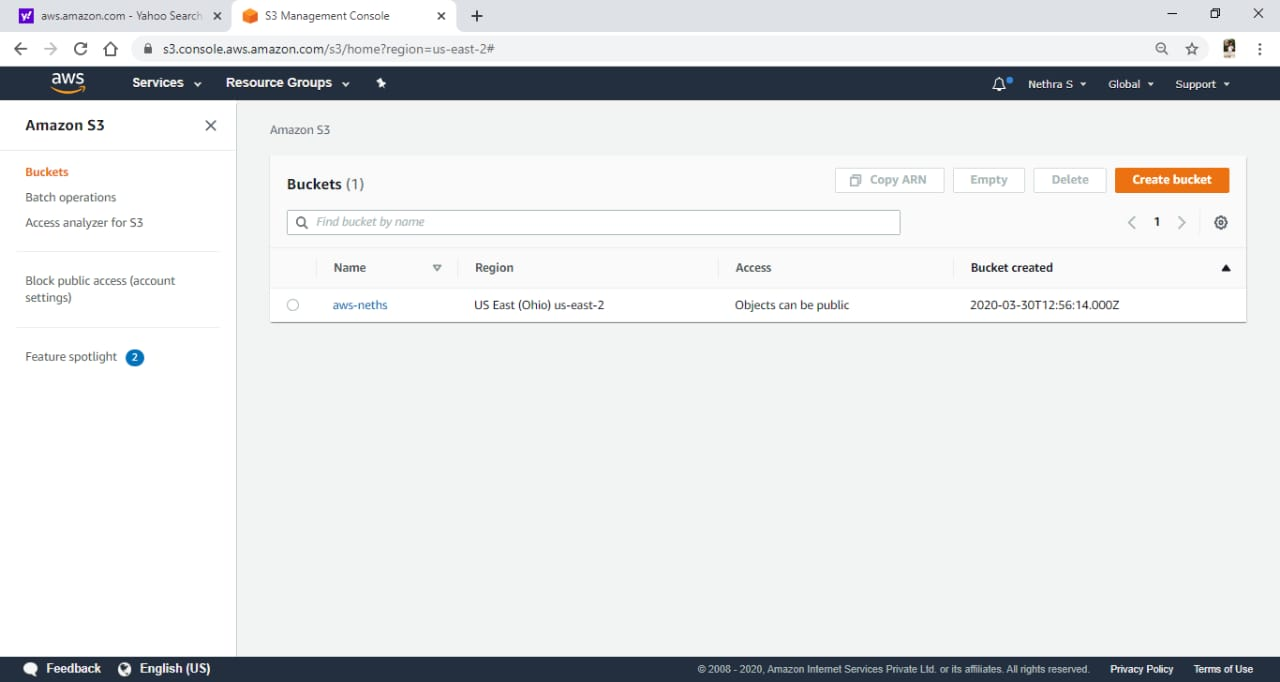 aws.amazon.com - Yahoo Search
S3 Management Console
s3.console.aws.amazon.com/s3/home?region=us-east-2#
aws Services Resource Groups Nethra S Global Support
Amazon S3
Buckets
Batch operations
Access analyzer for S3
Block public access (account
settings)
Feature spotlight 2
Amazon S3
Buckets (1) Copy ARN Empty Delete Create bucket
Find bucket by name 1
Name Region Access Bucket created
aws-neths US East (Ohio) us-east-2 Objects can be public 2020-03-30T12:56:14.000Z
Feedback English (US) © 2008 - 2020, Amazon Internet Services Private Ltd. or its affiliates. All rights reserved. Privacy Policy Terms of Use